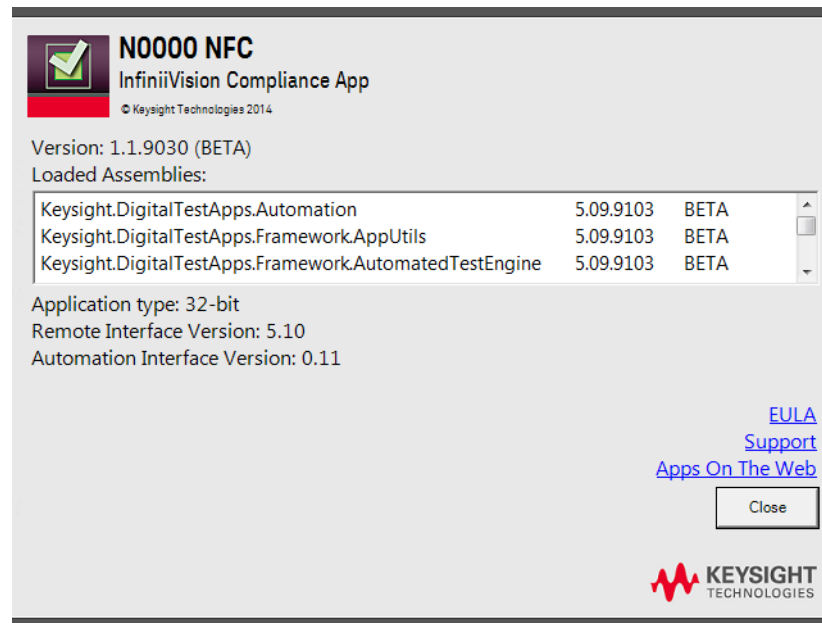 N0000 NFC
InfiniiVision Compliance App
© Keysight Technologies 2014
Version: 1.1.9030 (BETA)
Loaded Assemblies:
Keysight.DigitalTestApps.Automation 5.09.9103 BETA
Keysight.DigitalTestApps.Framework.AppUtils 5.09.9103 BETA
Keysight.DigitalTestApps.Framework.AutomatedTestEngine 5.09.9103 BETA
Application type: 32-bit
Remote Interface Version: 5.10
Automation Interface Version: 0.11
EULA
Support
Apps On The Web
Close
KEYSIGHT
TECHNOLOGIES